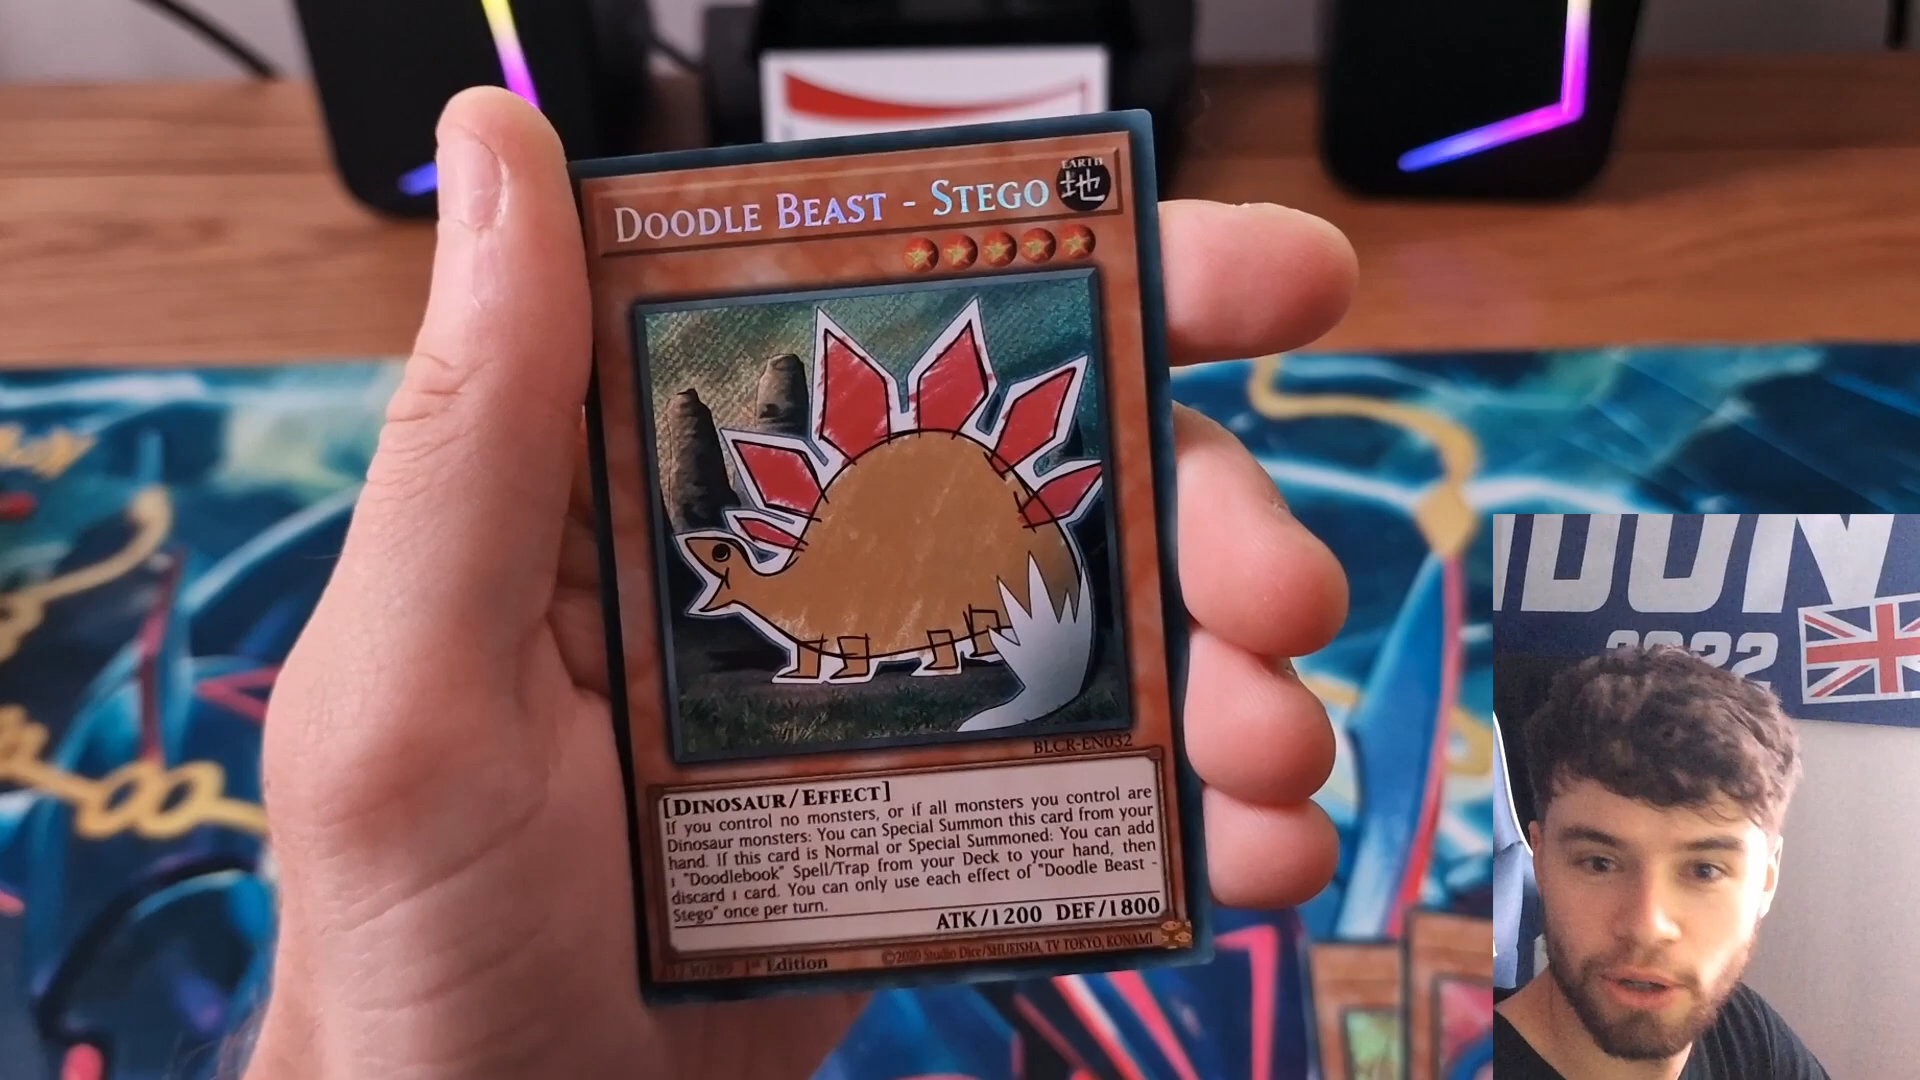 DOODLE BEAST - STEGO
EARTH
地
BLCR-EN032
[DINOSAUR/EFFECT]
If you control no monsters, or if all monsters you control are
Dinosaur monsters: You can Special Summon this card from your
hand. If this card is Normal or Special Summoned: You can add
1 "Doodlebook" Spell/Trap from your Deck to your hand, then
discard 1 card. You can only use each effect of "Doodle Beast -
Stego" once per turn.
ATK/1200 DEF/1800
1st Edition
©2020 Studio Dice/SHUEISHA, TV TOKYO, KONAMI
2022